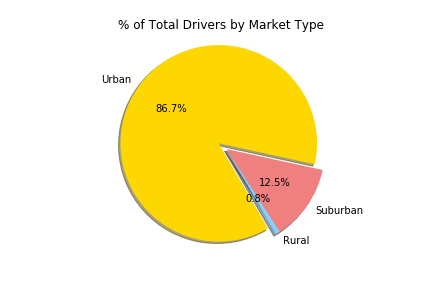 % of Total Drivers by Market Type
Urban
86.7%
12.5%
0.8%
Suburban
Rural